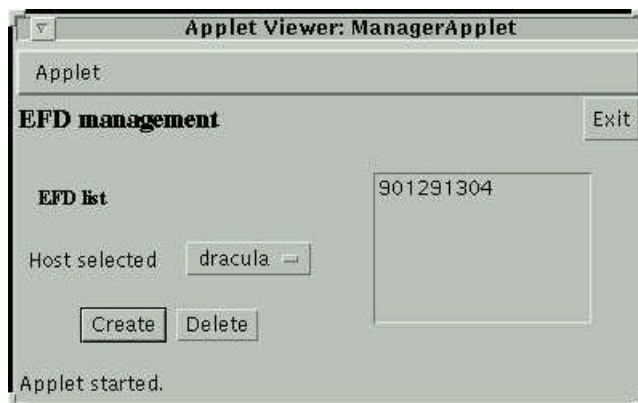 Applet Viewer: ManagerApplet
Applet
EFD management
Exit
EFD list
901291304
Host selected
dracula
Create
Delete
Applet started.